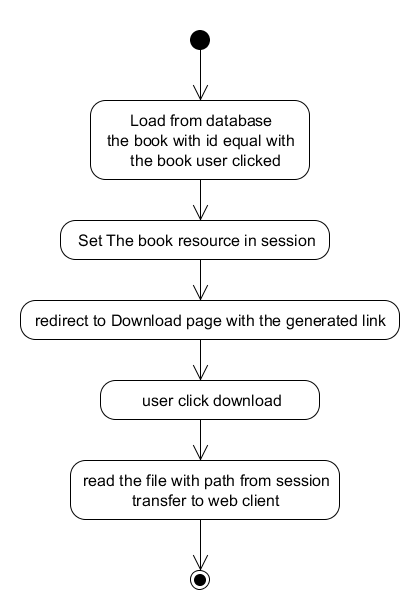 Load from database
the book with id equal with
the book user clicked
Set The book resource in session
redirect to Download page with the generated link
user click download
read the file with path from session
transfer to web client